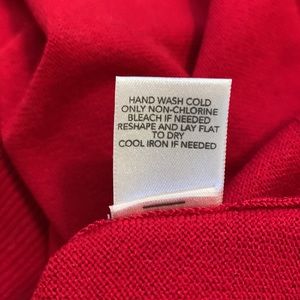 HAND WASH COLD
ONLY NON-CHLORINE
BLEACH IF NEEDED
RESHAPE AND LAY FLAT
TO DRY
COOL IRON IF NEEDED